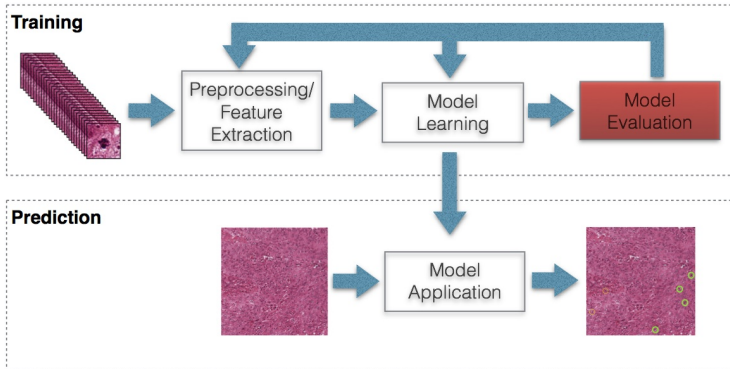 Training
Preprocessing/
Feature
Extraction
Model
Learning
Model
Evaluation
Prediction
Model
Application